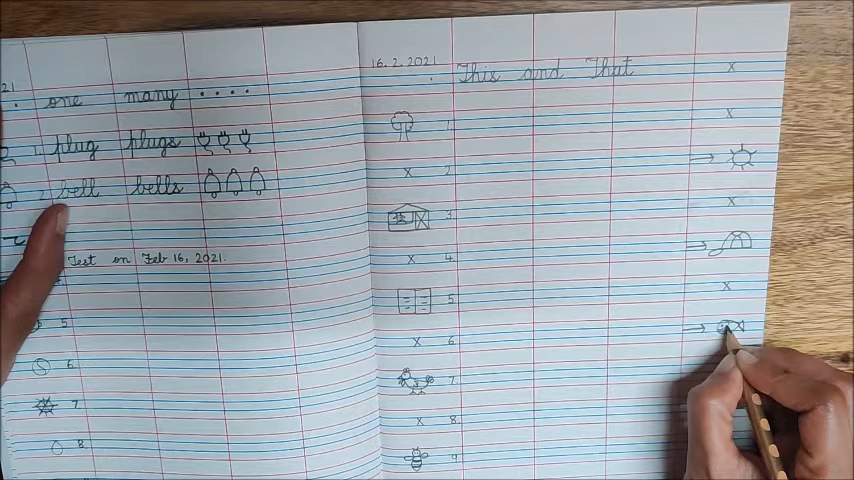 21
one many ....
1. plug plugs
2. bell bells
Test on Feb 16, 2021.
5
6.
7
8.
16.2.2021
This and That
x
1.
x
x 2
x
3
x 4
5
x
x 6
7
x 8
9